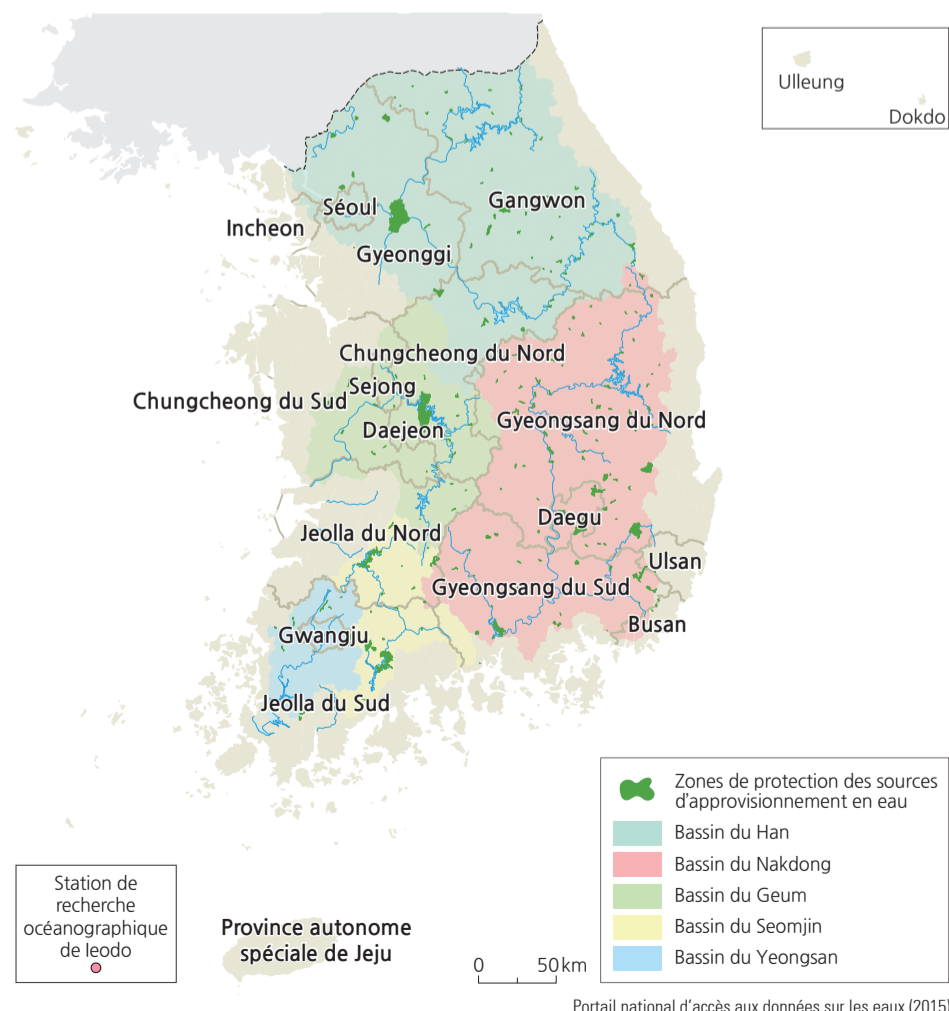 Ulleung
Dokdo
Séoul
Gangwon
Incheon
Gyeonggi
Chungcheong du Nord
Sejong
Chungcheong du Sud
Daejeon
Gyeongsang du Nord
Daegu
Jeolla du Nord
Ulsan
Gyeongsang du Sud
Busan
Gwangju
Jeolla du Sud
Zones de protection des sources
d'approvisionnement en eau
Bassin du Han
Bassin du Nakdong
Bassin du Geum
Bassin du Seomjin
Bassin du Yeongsan
Station de
recherche
océanographique
de Ieodo
Province autonome
spéciale de Jeju
0 50 km
Portail national d'accès aux données sur les eaux (2015)